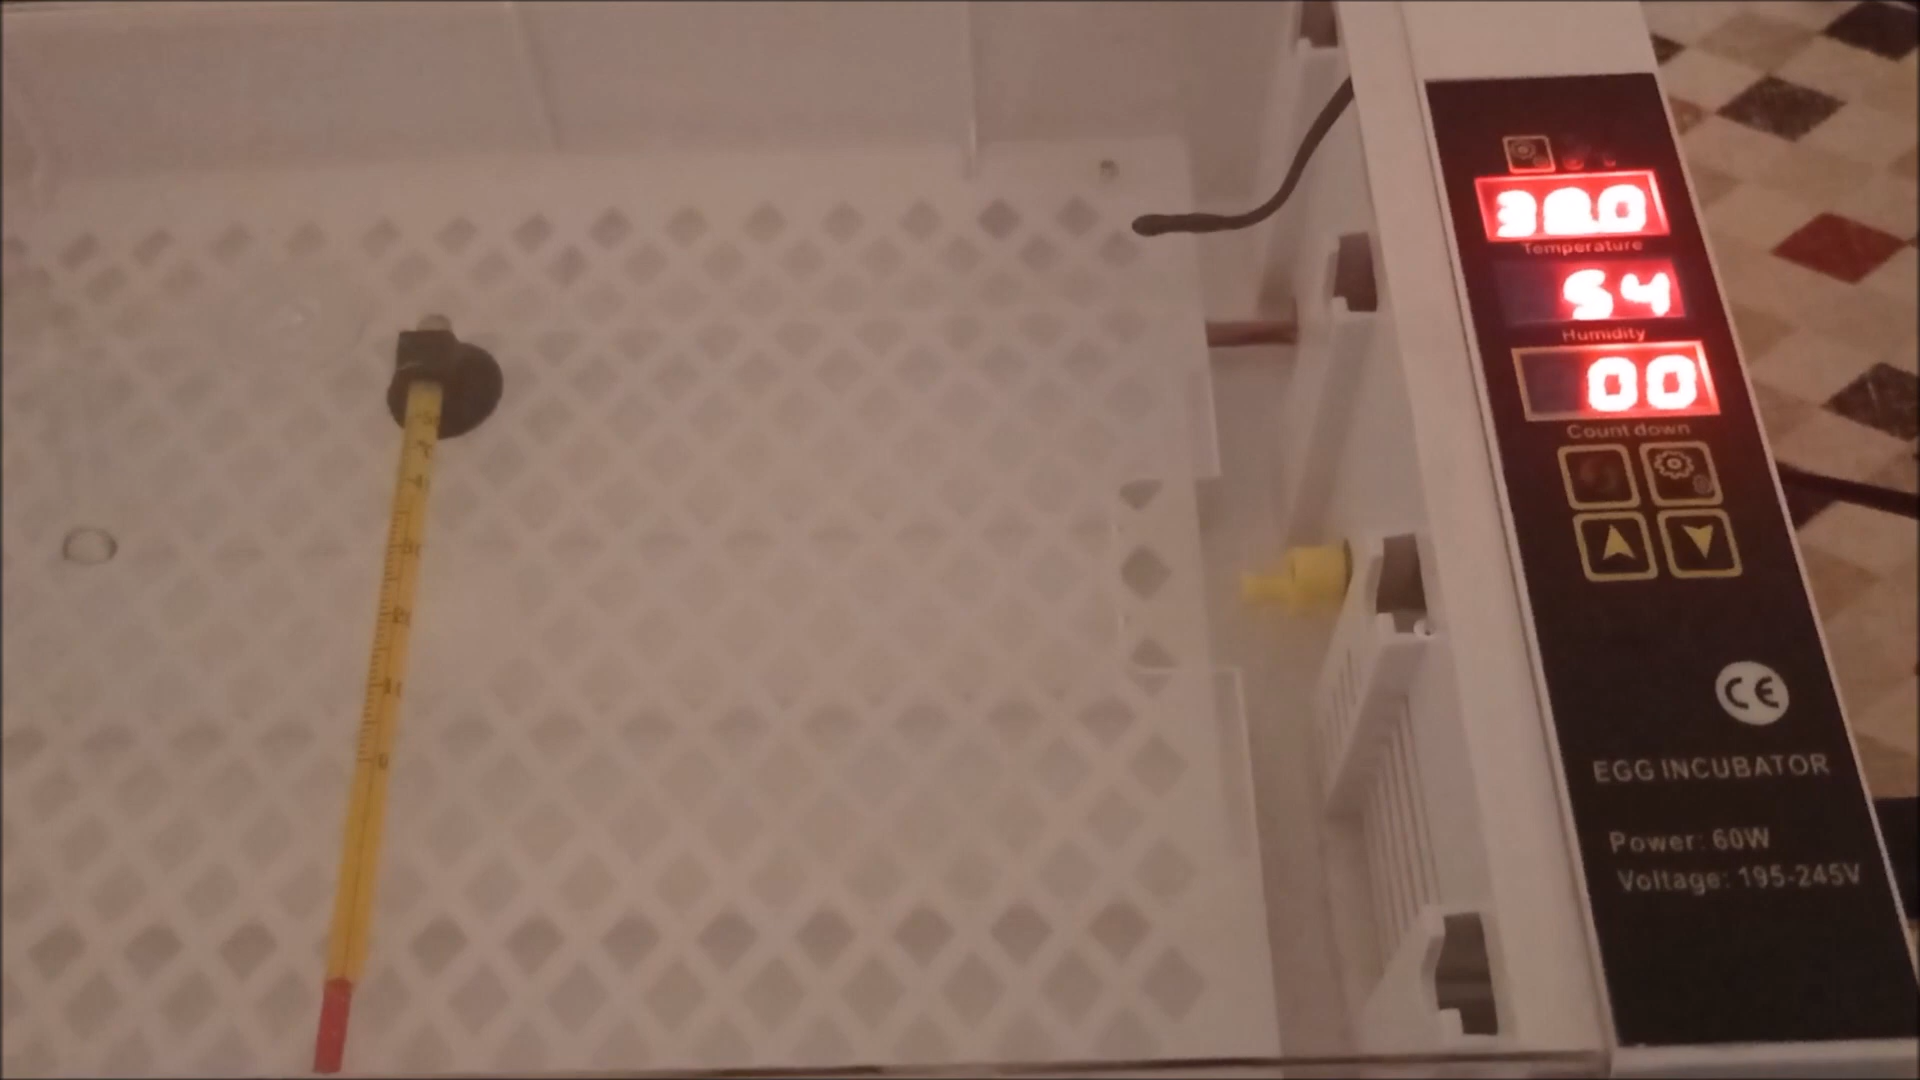 38.0
Temperature
54
Humidity
00
Count down
CE
EGG INCUBATOR
Power: 60W
Voltage: 195-245V